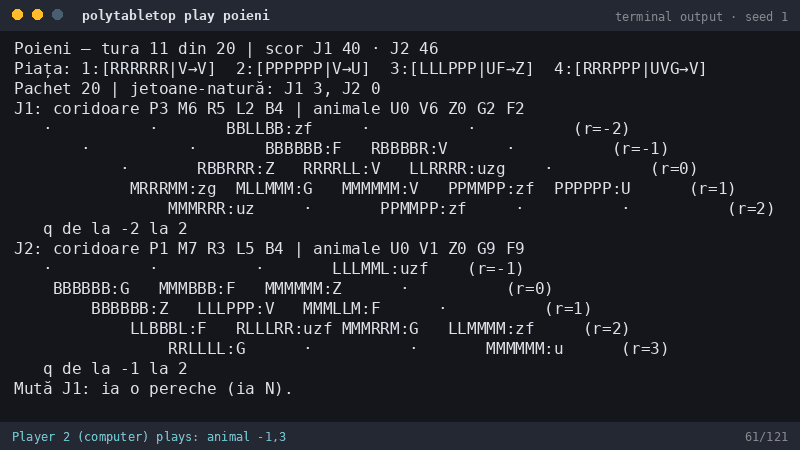 polytabletop play poieni
terminal output · seed 1
Poieni — tura 11 din 20 | scor J1 40 · J2 46
Piața: 1:[RRRRRR|V→V]  2:[PPPPPP|V→U]  3:[LLLPPP|UF→Z]  4:[RRRPPP|UVG→V]
Pachet 20 | jetoane-natură: J1 3, J2 0
J1: coridoare P3 M6 R5 L2 B4 | animale U0 V6 Z0 G2 F2
·          ·       BBLLBB:zf     ·          ·          (r=-2)
·          ·       BBBBBB:F   RBBBBR:V      ·          (r=-1)
·       RBBRRR:Z   RRRRLL:V   LLRRRR:uzg    ·          (r=0)
MRRRMM:zg  MLLMMM:G   MMMMMM:V   PPMMPP:zf  PPPPPP:U      (r=1)
MMMRRR:uz     ·       PPMMPP:zf     ·          ·          (r=2)
q de la -2 la 2
J2: coridoare P1 M7 R3 L5 B4 | animale U0 V1 Z0 G9 F9
·          ·          ·       LLLMML:uzf    (r=-1)
BBBBBB:G   MMMBBB:F   MMMMMM:Z      ·          (r=0)
BBBBBB:Z   LLLPPP:V   MMMLLM:F      ·          (r=1)
LLBBBL:F   RLLLRR:uzf MMMRRM:G   LLMMMM:zf     (r=2)
RRLLLL:G      ·          ·       MMMMMM:u      (r=3)
q de la -1 la 2
Mută J1: ia o pereche (ia N).
Player 2 (computer) plays: animal -1,3
61/121